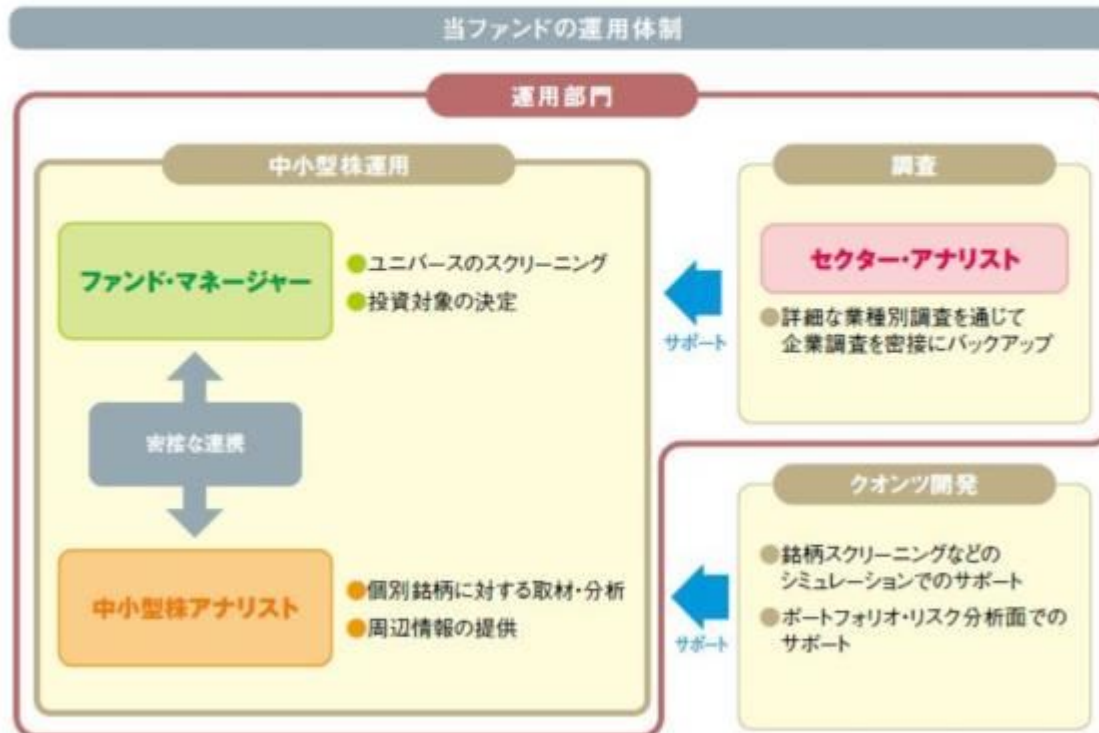 当ファンドの運用体制
運用部門
中小型株運用
ファンド・マネージャー
●ユニバースのスクリーニング
●投資対象の決定
密接な連携
中小型株アナリスト
●個別銘柄に対する取材・分析
●周辺情報の提供
調査
セクター・アナリスト
●詳細な業種別調査を通じて
企業調査を密接にバックアップ
サポート
クオンツ開発
●銘柄スクリーニングなどの
シミュレーションでのサポート
●ポートフォリオ・リスク分析面での
サポート
サポート